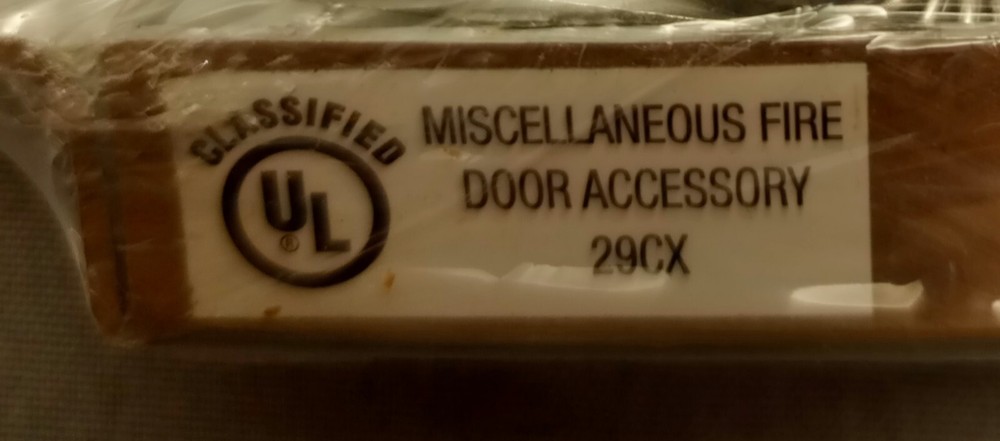 CLASSIFIED
UL®
MISCELLANEOUS FIRE
DOOR ACCESSORY
29CX